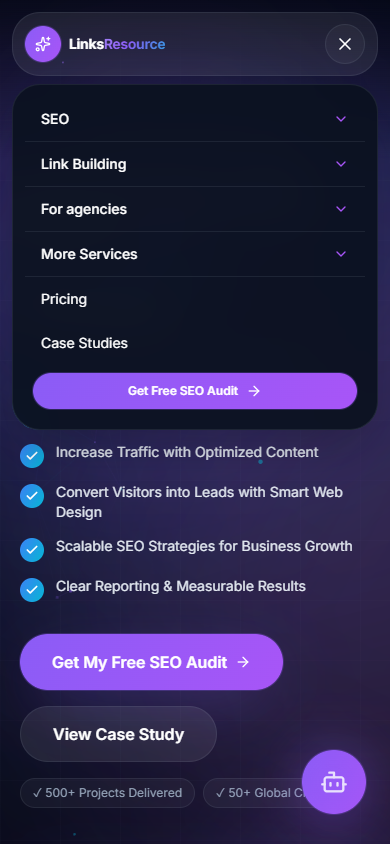 LinksResource
SEO
Link Building
For agencies
More Services
Pricing
Case Studies
Get Free SEO Audit →
Increase Traffic with Optimized Content
Convert Visitors into Leads with Smart Web
Design
Scalable SEO Strategies for Business Growth
Clear Reporting & Measurable Results
Get My Free SEO Audit →
View Case Study
✓ 500+ Projects Delivered
✓ 50+ Global